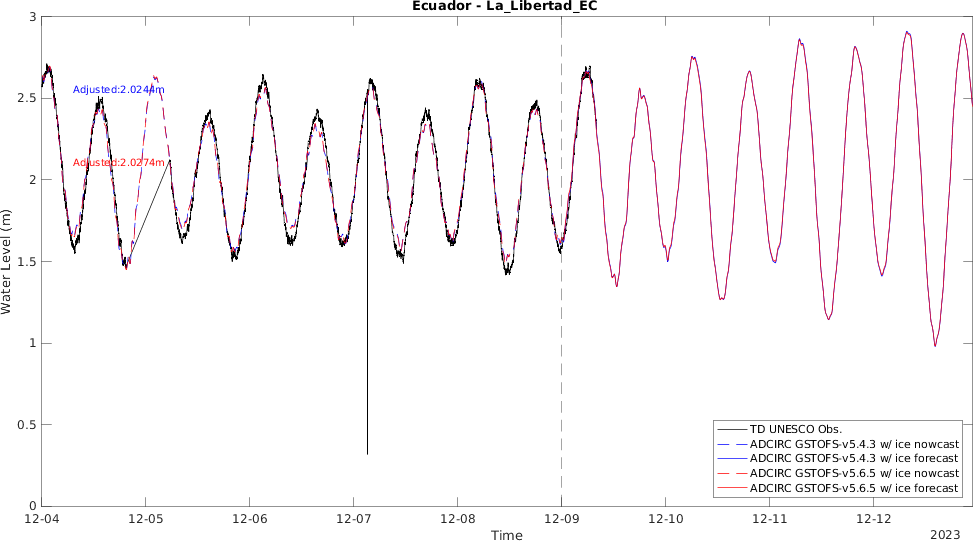 Ecuador - La_Libertad_EC
3
2.5
2
1.5
1
0.5
0
Water Level (m)
Adjusted:2.0244m
Adjusted:2.0274m
12-04
12-05
12-06
12-07
12-08
12-09
12-10
12-11
12-12
Time
2023
TD UNESCO Obs.
ADCIRC GSTOFS-v5.4.3 w/ ice nowcast
ADCIRC GSTOFS-v5.4.3 w/ ice forecast
ADCIRC GSTOFS-v5.6.5 w/ ice nowcast
ADCIRC GSTOFS-v5.6.5 w/ ice forecast